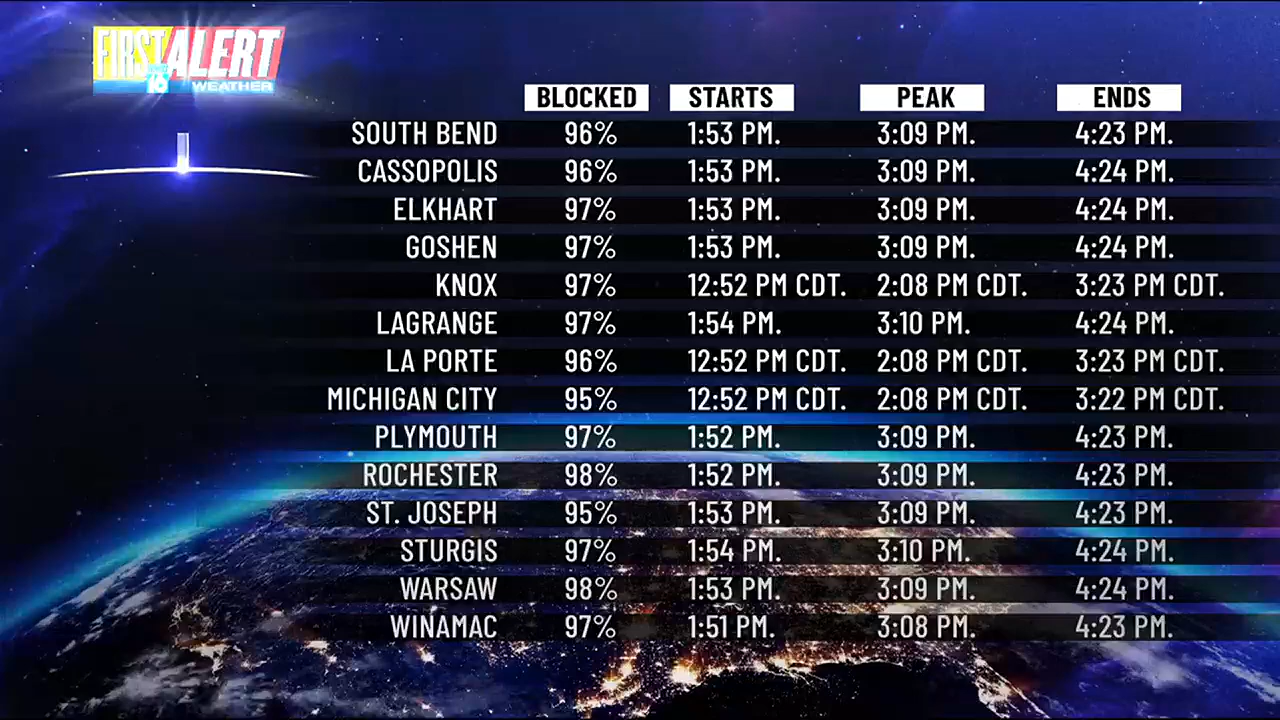 FIRST ALERT
16
WEATHER
BLOCKED STARTS PEAK ENDS
SOUTH BEND 96% 1:53 PM. 3:09 PM. 4:23 PM.
CASSOPOLIS 96% 1:53 PM. 3:09 PM. 4:24 PM.
ELKHART 97% 1:53 PM. 3:09 PM. 4:24 PM.
GOSHEN 97% 1:53 PM. 3:09 PM. 4:24 PM.
KNOX 97% 12:52 PM CDT. 2:08 PM CDT. 3:23 PM CDT.
LAGRANGE 97% 1:54 PM. 3:10 PM. 4:24 PM.
LA PORTE 96% 12:52 PM CDT. 2:08 PM CDT. 3:23 PM CDT.
MICHIGAN CITY 95% 12:52 PM CDT. 2:08 PM CDT. 3:22 PM CDT.
PLYMOUTH 97% 1:52 PM. 3:09 PM. 4:23 PM.
ROCHESTER 98% 1:52 PM. 3:09 PM. 4:23 PM.
ST. JOSEPH 95% 1:53 PM. 3:09 PM. 4:23 PM.
STURGIS 97% 1:54 PM. 3:10 PM. 4:24 PM.
WARSAW 98% 1:53 PM. 3:09 PM. 4:24 PM.
WINAMAC 97% 1:51 PM. 3:08 PM. 4:23 PM.